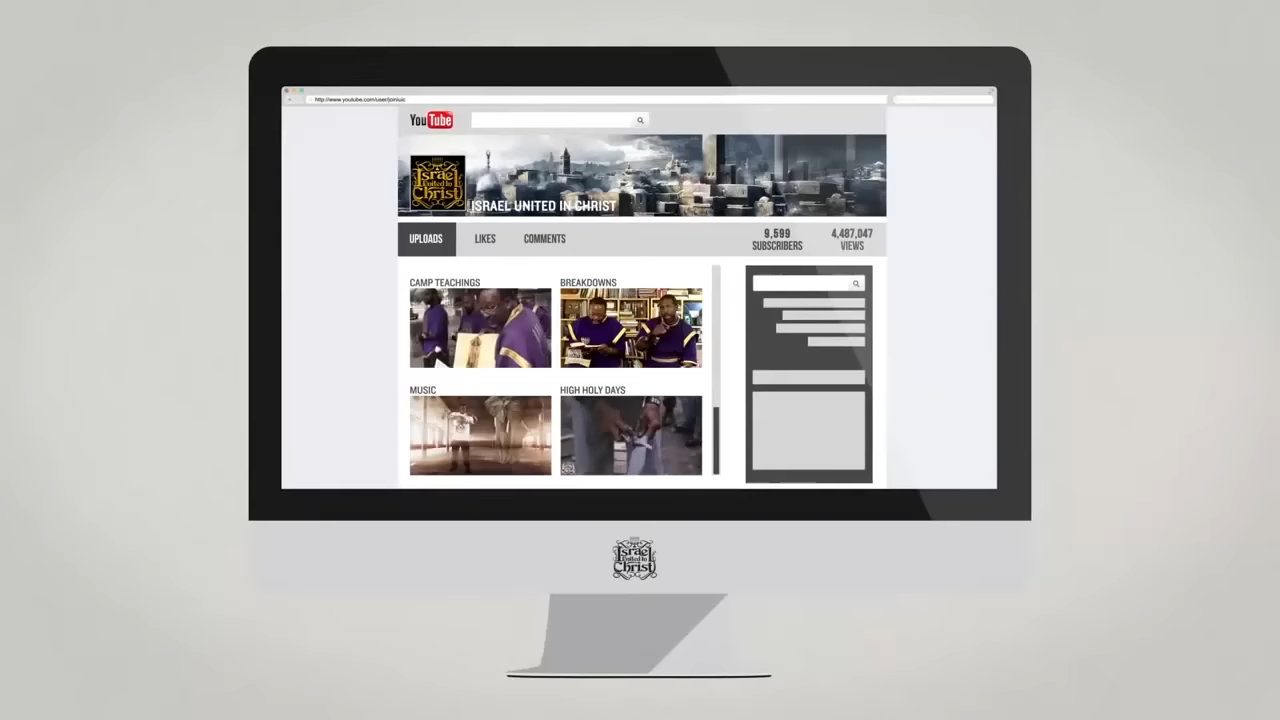 http://www.youtube.com/user/joiniuic
YouTube
Israel
United In
Christ
ISRAEL UNITED IN CHRIST
UPLOADS
LIKES
COMMENTS
9,599
SUBSCRIBERS
4,487,047
VIEWS
CAMP TEACHINGS
BREAKDOWNS
MUSIC
HIGH HOLY DAYS
Israel
United In
Christ